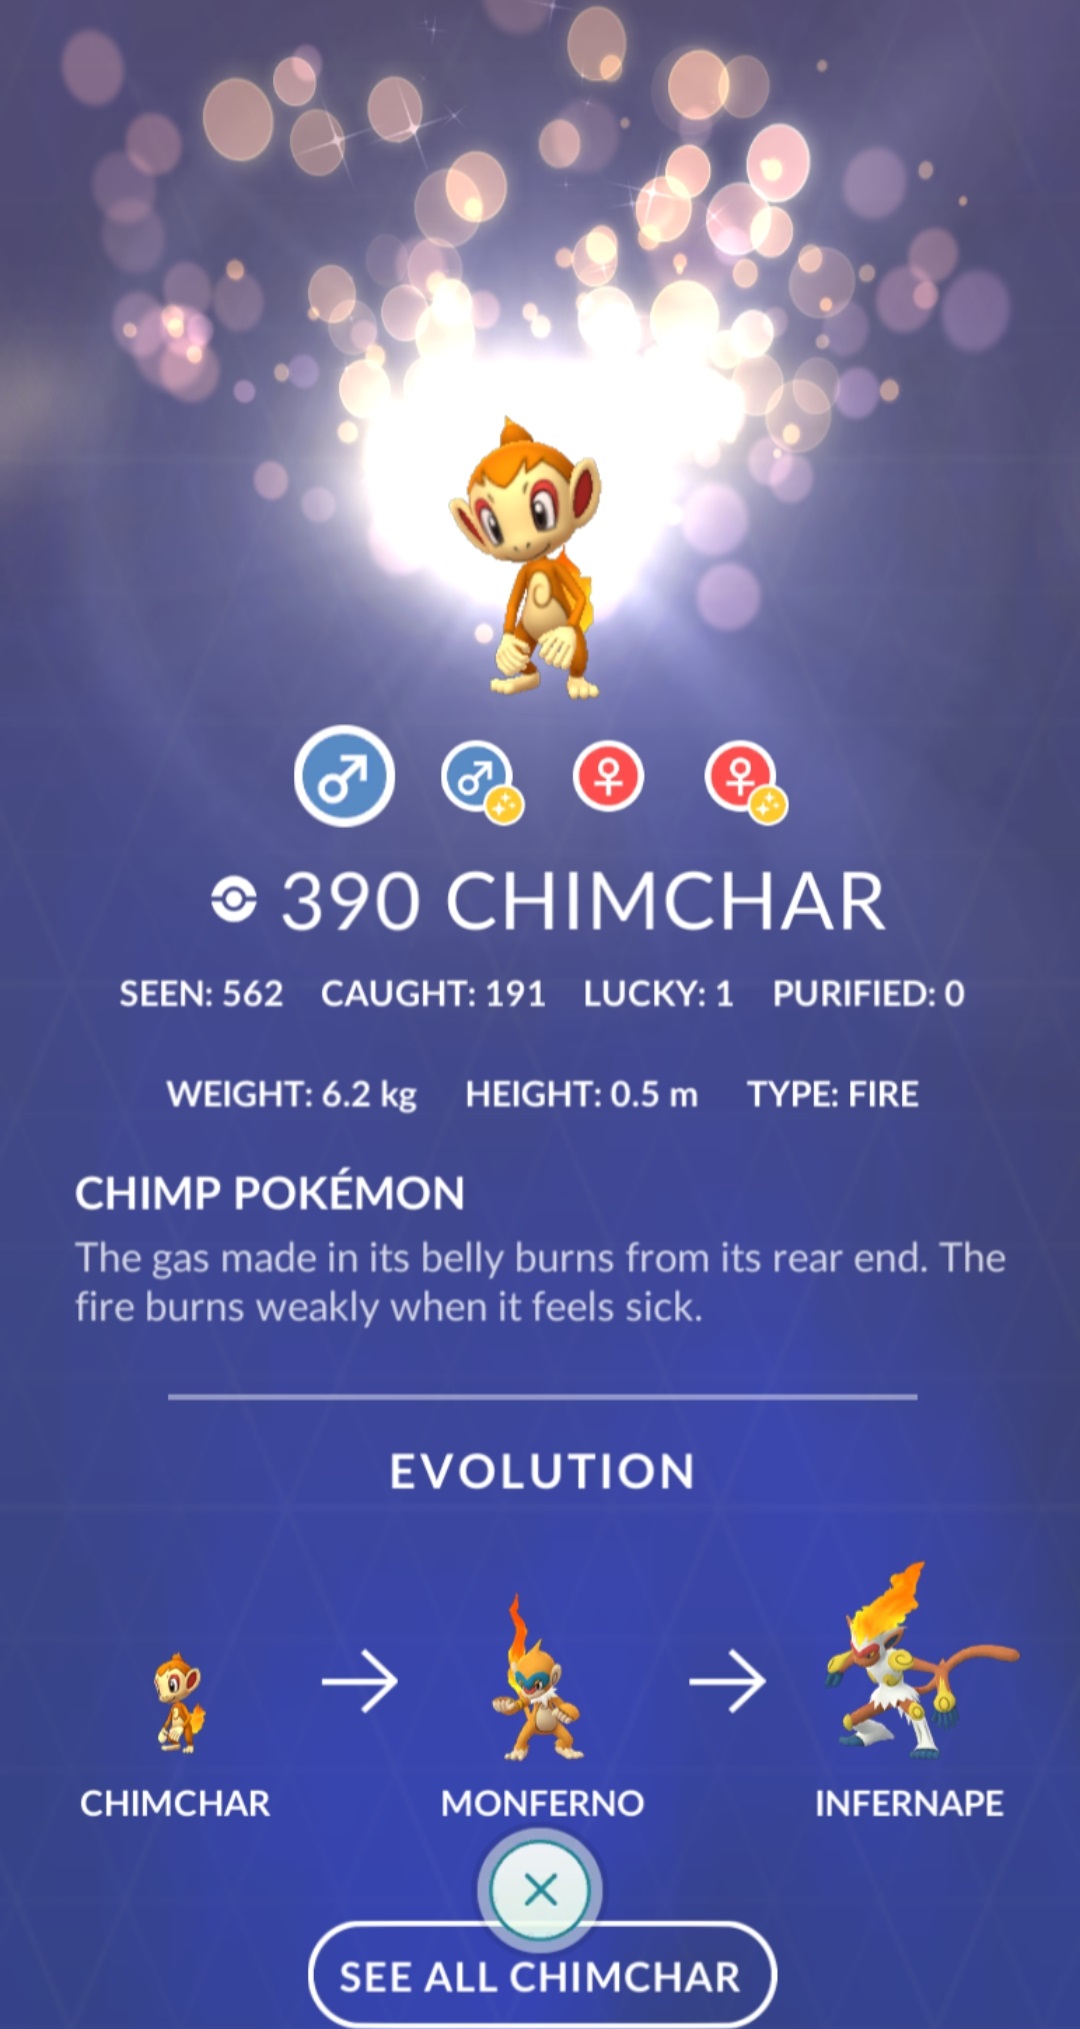 390 CHIMCHAR
SEEN: 562 CAUGHT: 191 LUCKY: 1 PURIFIED: 0
WEIGHT: 6.2 kg HEIGHT: 0.5 m TYPE: FIRE
CHIMP POKÉMON
The gas made in its belly burns from its rear end. The
fire burns weakly when it feels sick.
EVOLUTION
CHIMCHAR MONFERNO INFERNAPE
SEE ALL CHIMCHAR